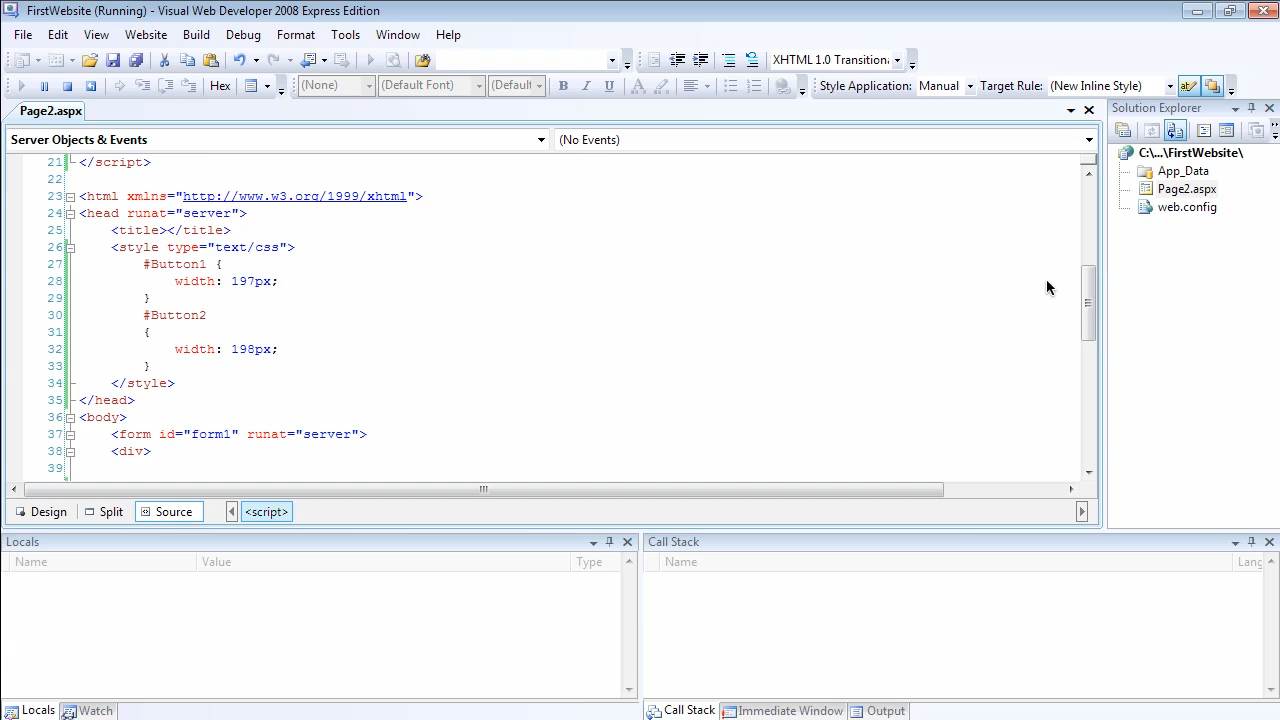 FirstWebsite (Running) - Visual Web Developer 2008 Express Edition
File Edit View Website Build Debug Format Tools Window Help
XHTML 1.0 Transition
Hex (None) (Default Font) (Default Style Application: Manual Target Rule: (New Inline Style)
Page2.aspx
Server Objects & Events (No Events)
21 </script>
22
23 <html xmlns="http://www.w3.org/1999/xhtml">
24 <head runat="server">
25 <title></title>
26 <style type="text/css">
27 #Button1 {
28 width: 197px;
29 }
30 #Button2
31 {
32 width: 198px;
33 }
34 </style>
35 </head>
36 <body>
37 <form id="form1" runat="server">
38 <div>
39
Design Split Source <script>
Solution Explorer
C:\...\FirstWebsite\
App_Data
Page2.aspx
web.config
Locals
Name Value Type
Locals Watch
Call Stack
Name Lang
Call Stack Immediate Window Output